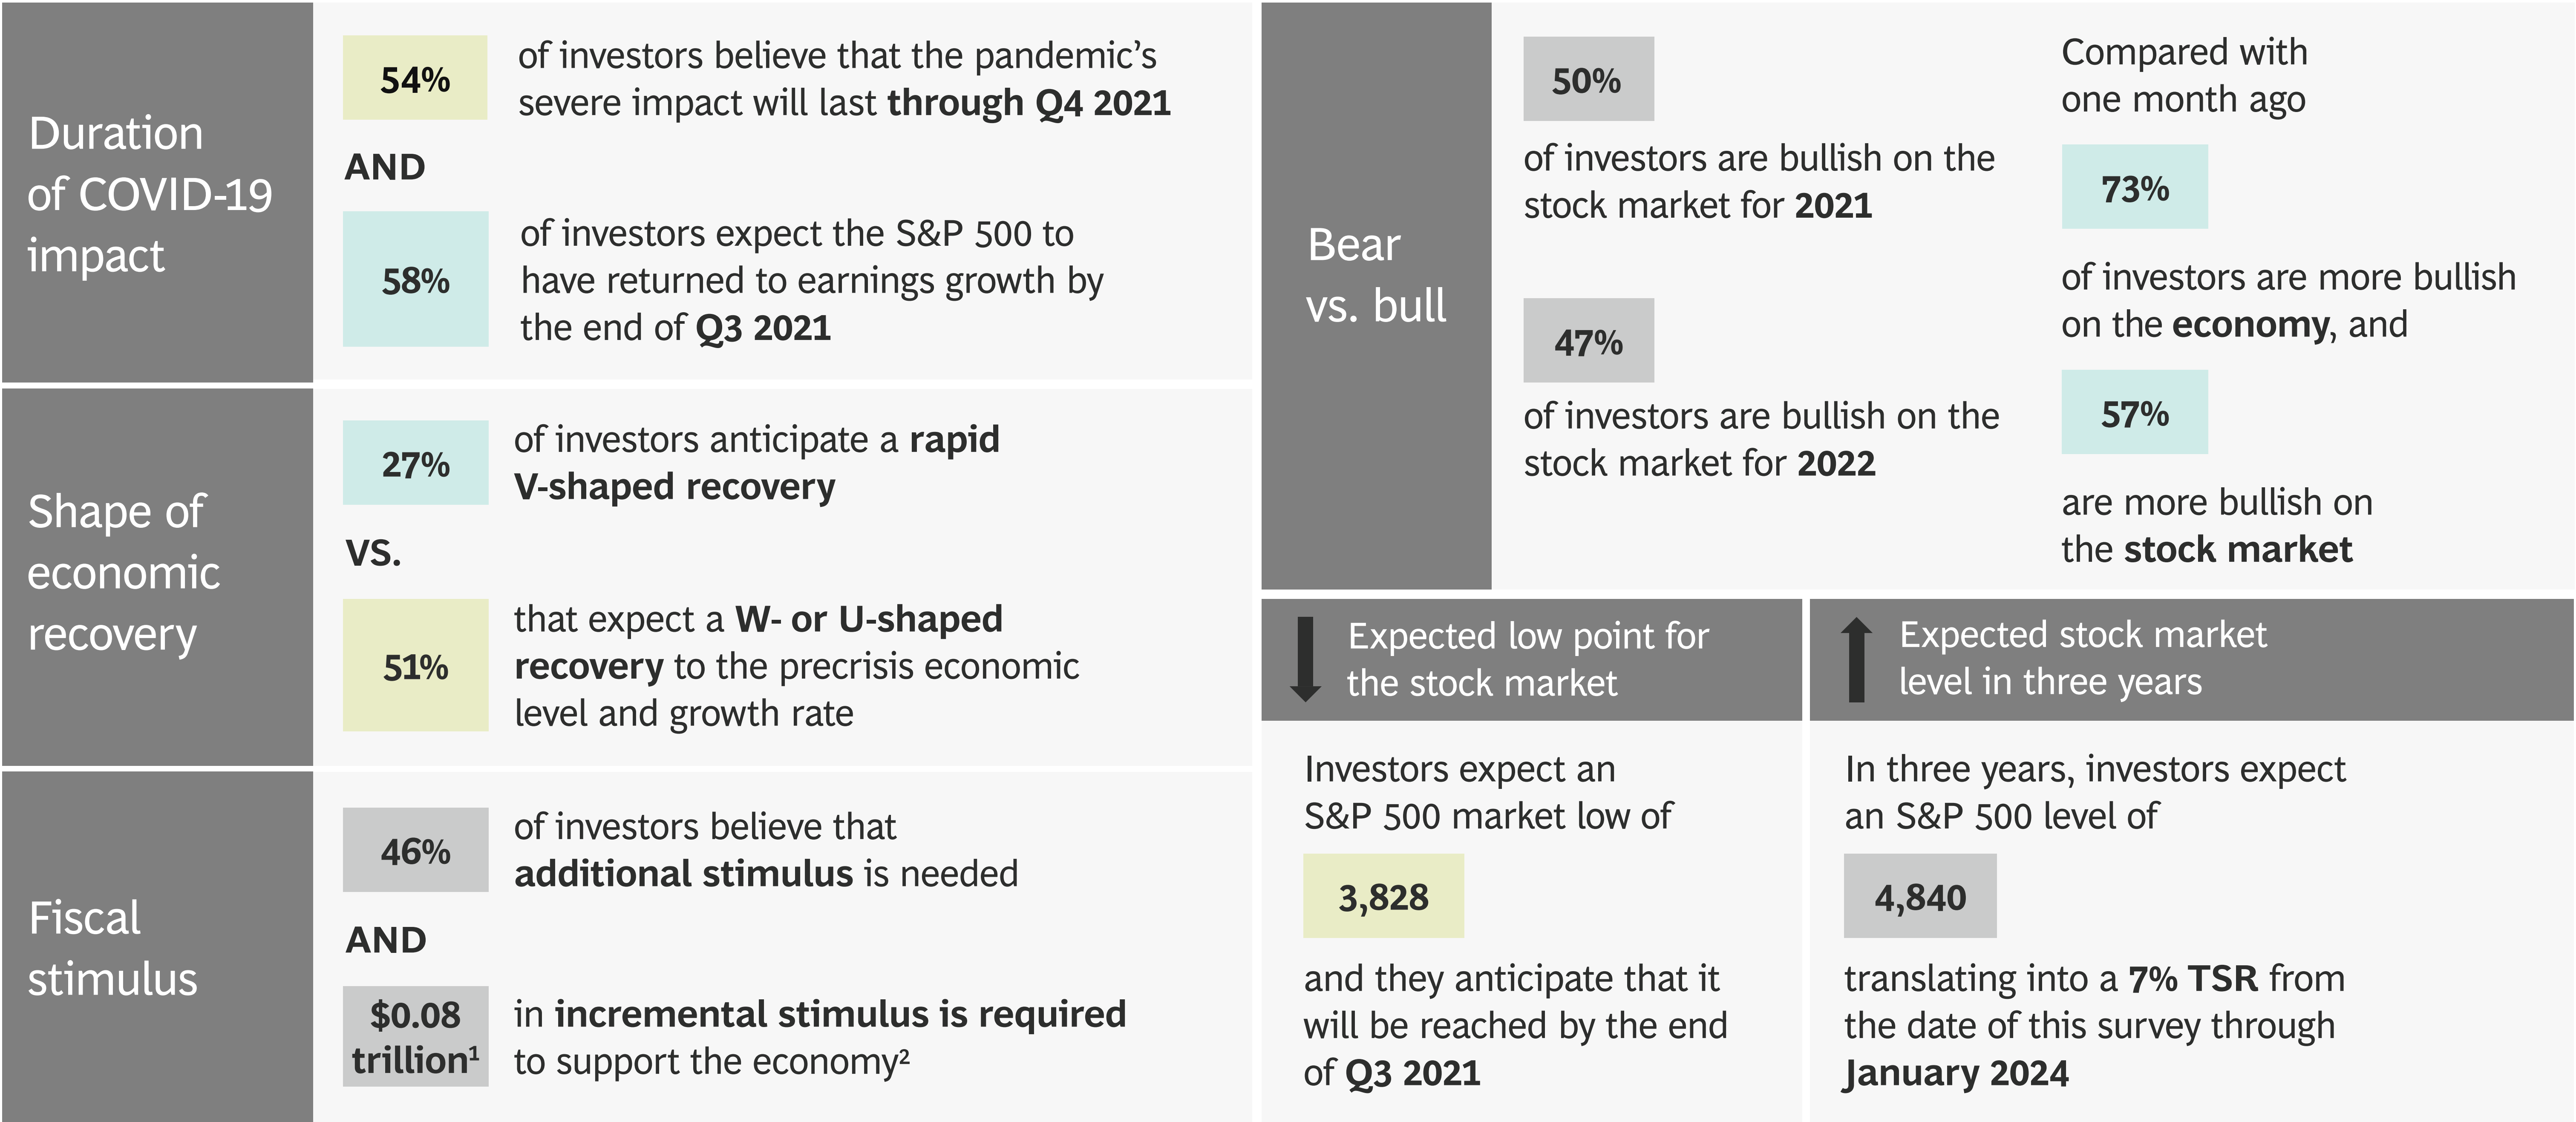 Duration
of COVID-19
impact
54%
of investors believe that the pandemic’s
severe impact will last through Q4 2021
AND
58%
of investors expect the S&P 500 to
have returned to earnings growth by
the end of Q3 2021
Shape of
economic
recovery
27%
of investors anticipate a rapid
V-shaped recovery
VS.
51%
that expect a W- or U-shaped
recovery to the precrisis economic
level and growth rate
Fiscal
stimulus
46%
of investors believe that
additional stimulus is needed
AND
$0.08
trillion¹
in incremental stimulus is required
to support the economy²
Bear
vs. bull
50%
of investors are bullish on the
stock market for 2021
47%
of investors are bullish on the
stock market for 2022
Compared with
one month ago
73%
of investors are more bullish
on the economy, and
57%
are more bullish on
the stock market
Expected low point for
the stock market
Investors expect an
S&P 500 market low of
3,828
and they anticipate that it
will be reached by the end
of Q3 2021
Expected stock market
level in three years
In three years, investors expect
an S&P 500 level of
4,840
translating into a 7% TSR from
the date of this survey through
January 2024